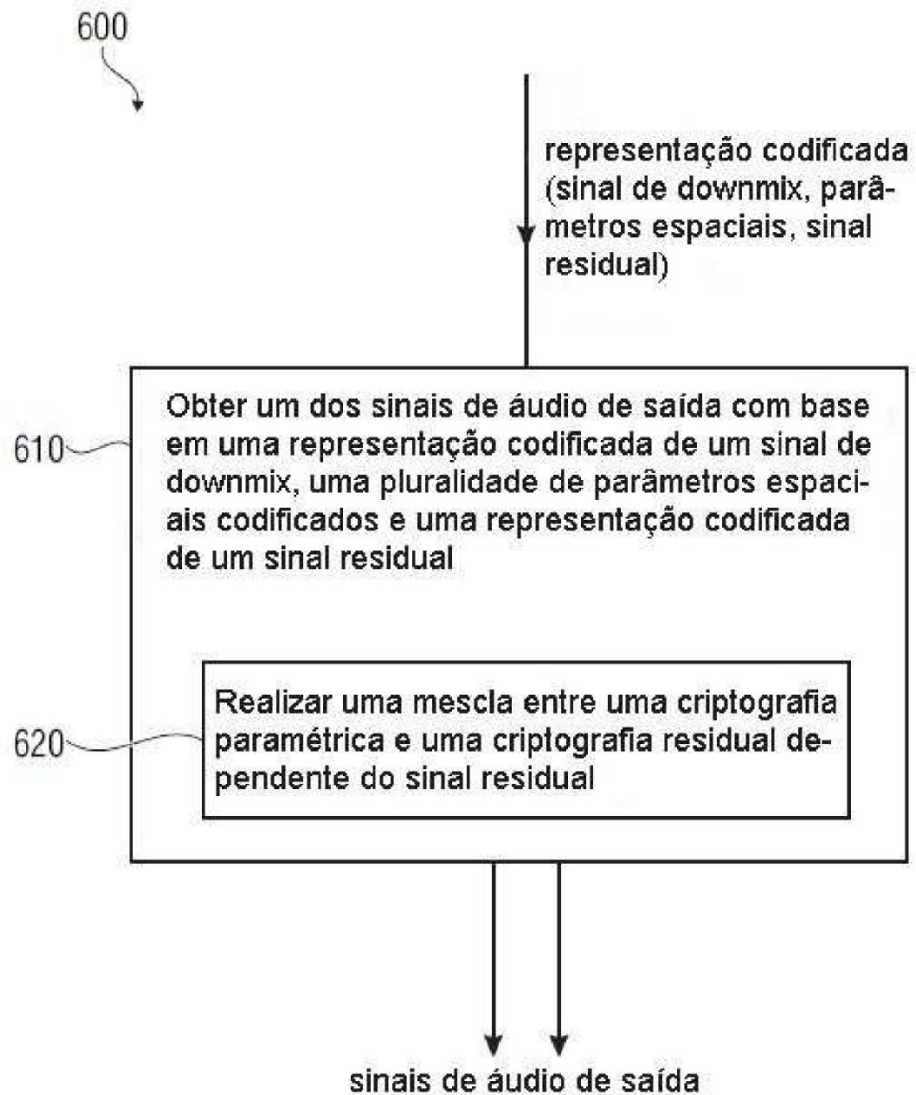 600
representação codificada
(sinal de downmix, parâ-
metros espaciais, sinal
residual)
610
Obter um dos sinais de áudio de saída com base
em uma representação codificada de um sinal de
downmix, uma pluralidade de parâmetros espaci-
ais codificados e uma representação codificada
de um sinal residual
620
Realizar uma mescla entre uma criptografia
paramétrica e uma criptografia residual de-
pendente do sinal residual
sinais de áudio de saída